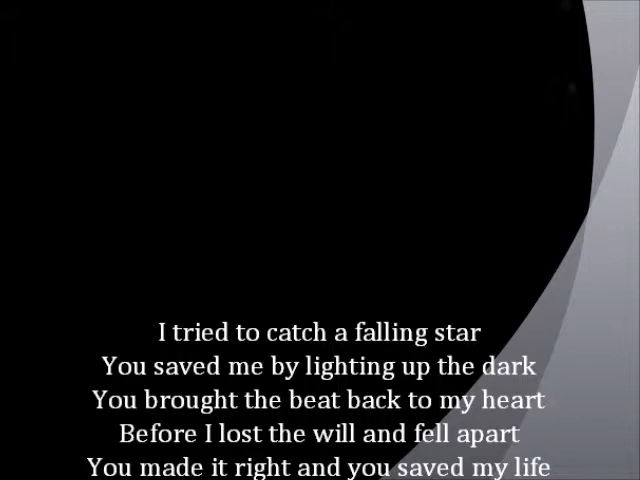 I tried to catch a falling star
You saved me by lighting up the dark
You brought the beat back to my heart
Before I lost the will and fell apart
You made it right and you saved my life